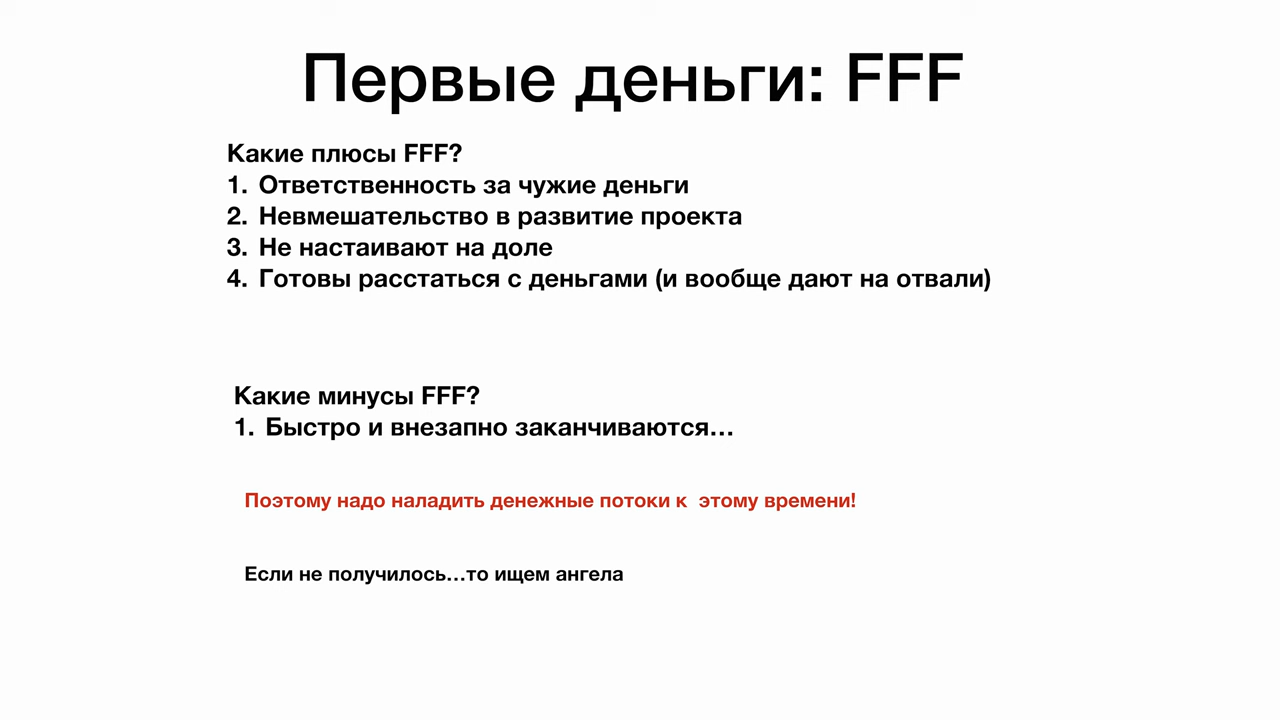 Первые деньги: FFF
Какие плюсы FFF?
1. Ответственность за чужие деньги
2. Невмешательство в развитие проекта
3. Не настаивают на доле
4. Готовы расстаться с деньгами (и вообще дают на отвали)
Какие минусы FFF?
1. Быстро и внезапно заканчиваются…
Поэтому надо наладить денежные потоки к  этому времени!
Если не получилось…то ищем ангела